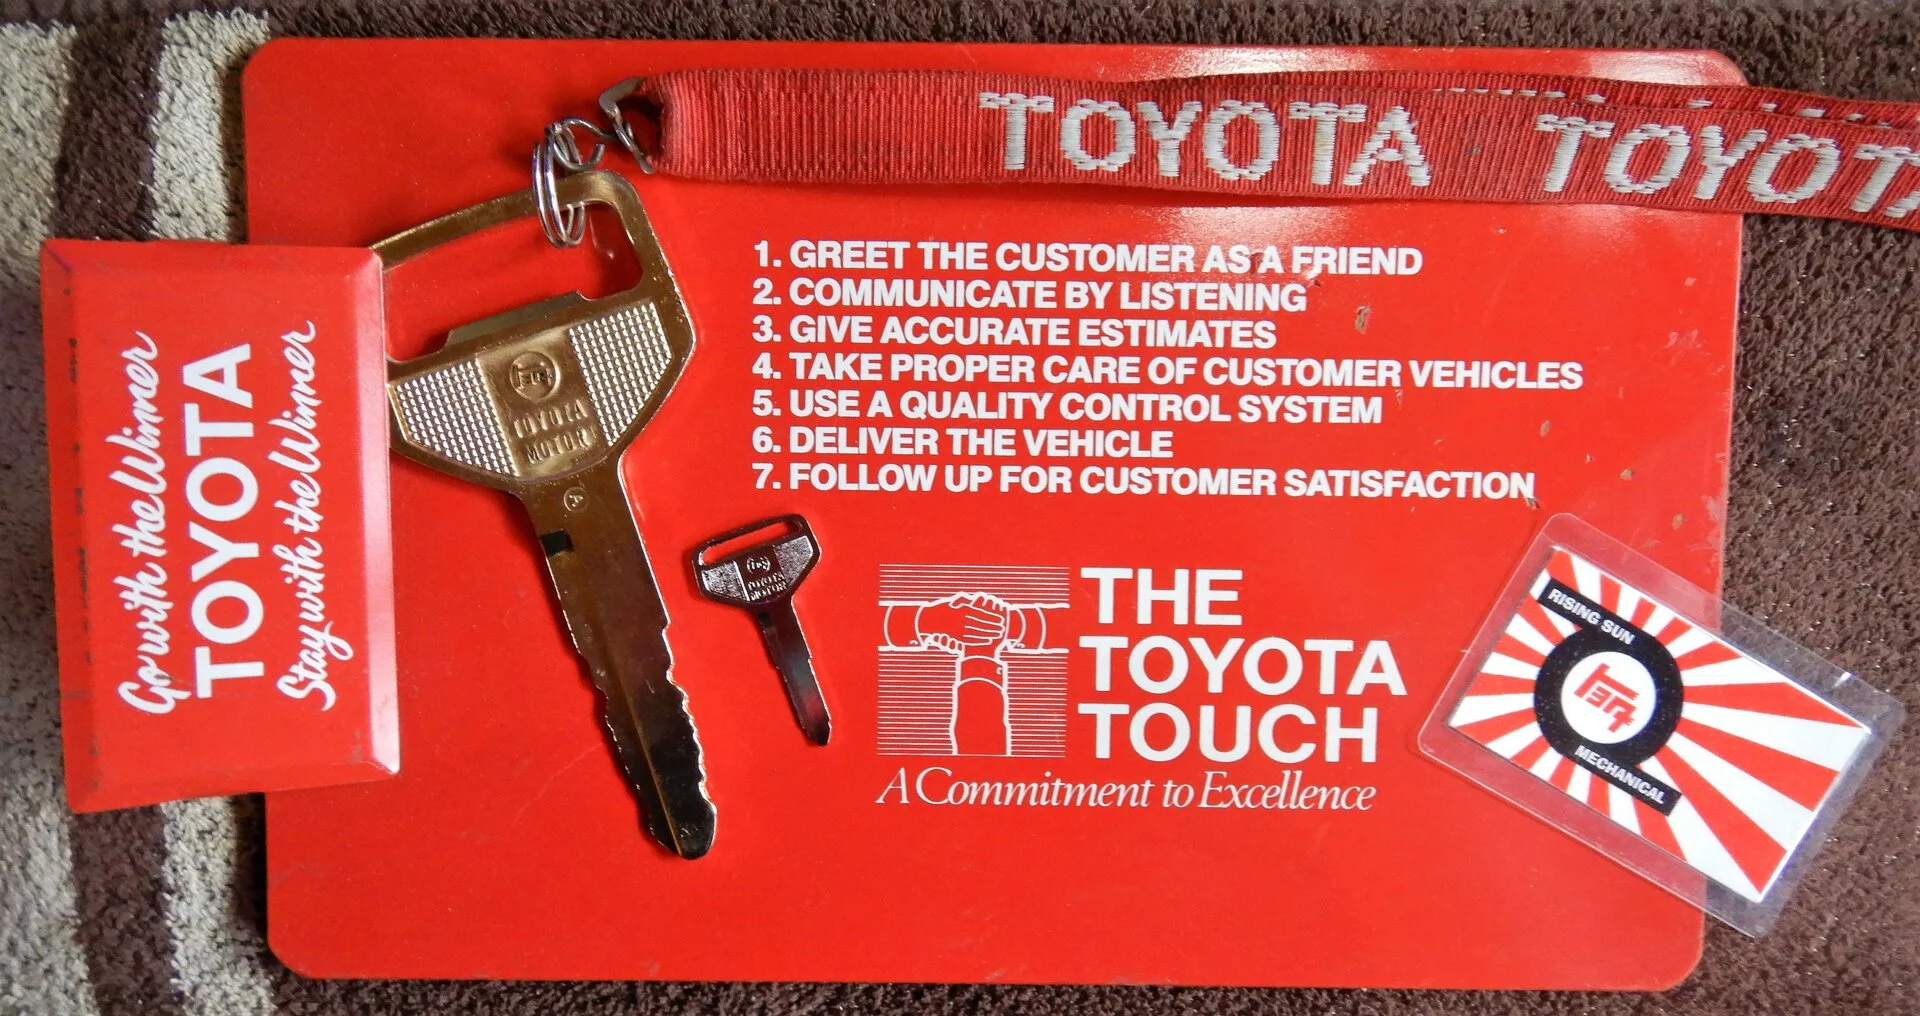 TOYOTA TOYOTA
Go with the Winner
TOYOTA
Stay with the Winner
TEQ
TOYOTA
MOTOR
A
1. GREET THE CUSTOMER AS A FRIEND
2. COMMUNICATE BY LISTENING
3. GIVE ACCURATE ESTIMATES
4. TAKE PROPER CARE OF CUSTOMER VEHICLES
5. USE A QUALITY CONTROL SYSTEM
6. DELIVER THE VEHICLE
7. FOLLOW UP FOR CUSTOMER SATISFACTION
TEQ
TOYOTA
MOTOR
THE
TOYOTA
TOUCH
A Commitment to Excellence
RISING SUN
TEQ
MECHANICAL